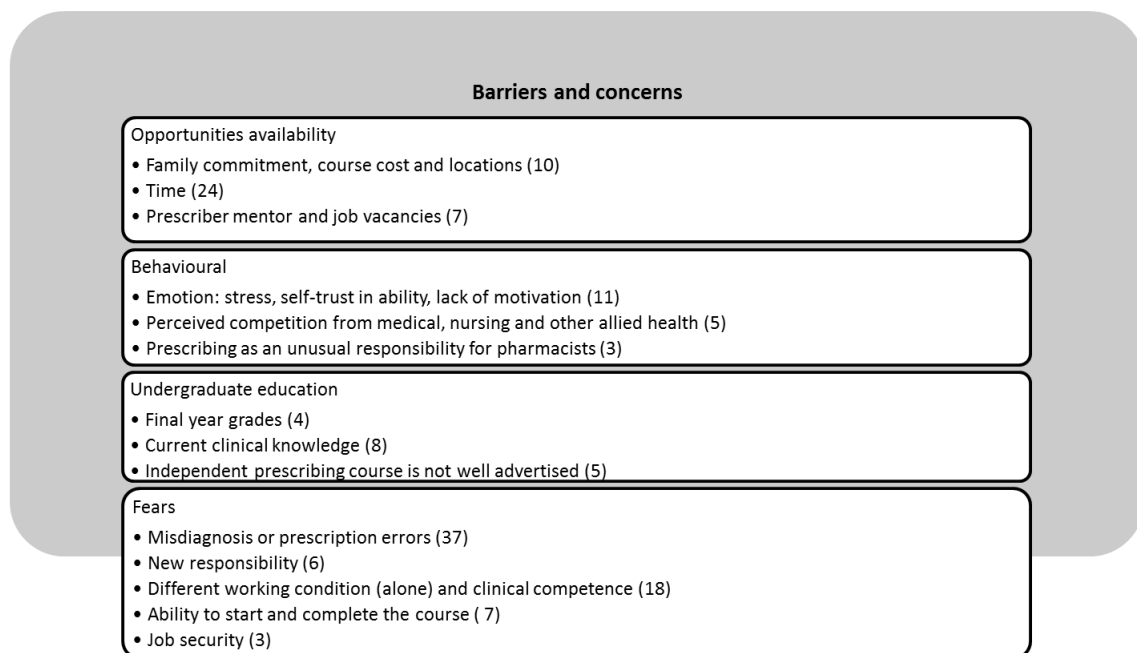 Barriers and concerns
Opportunities availability
• Family commitment, course cost and locations (10)
• Time (24)
• Prescriber mentor and job vacancies (7)
Behavioural
• Emotion: stress, self-trust in ability, lack of motivation (11)
• Perceived competition from medical, nursing and other allied health (5)
• Prescribing as an unusual responsibility for pharmacists (3)
Undergraduate education
• Final year grades (4)
• Current clinical knowledge (8)
• Independent prescribing course is not well advertised (5)
Fears
• Misdiagnosis or prescription errors (37)
• New responsibility (6)
• Different working condition (alone) and clinical competence (18)
• Ability to start and complete the course ( 7)
• Job security (3)